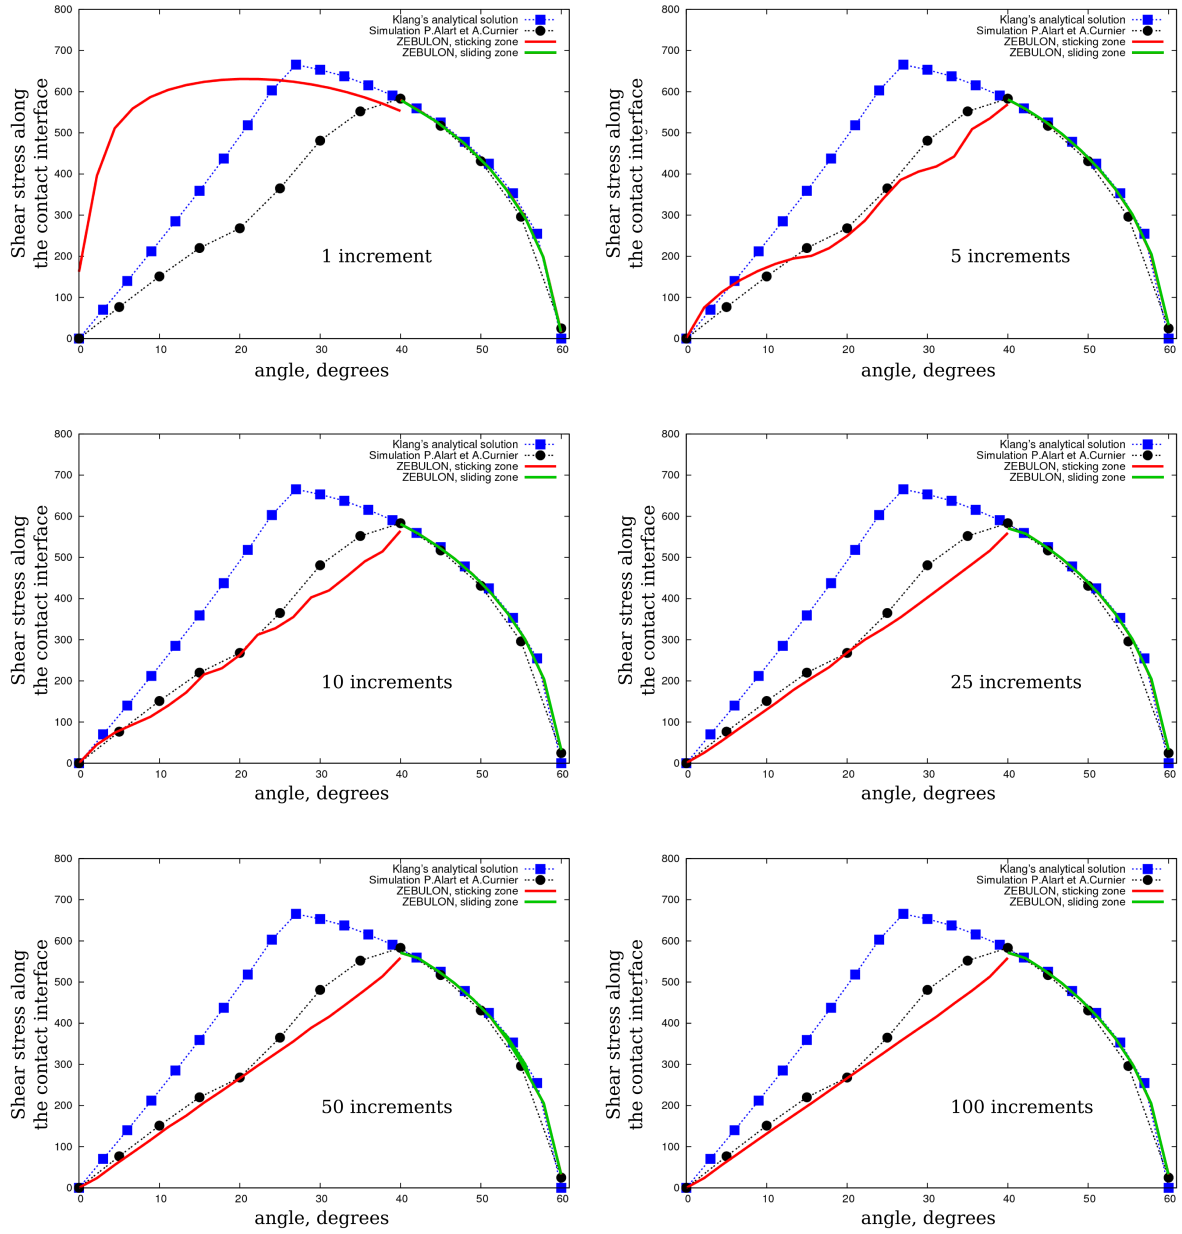 Shear stress along
the contact interface
800
700
600
500
400
300
200
100
0
Klang's analytical solution
Simulation P.Alart et A.Curnier
ZEBULON, sticking zone
ZEBULON, sliding zone
1 increment
0 10 20 30 40 50 60
angle, degrees
Shear stress along
the contact interface
800
700
600
500
400
300
200
100
0
Klang's analytical solution
Simulation P.Alart et A.Curnier
ZEBULON, sticking zone
ZEBULON, sliding zone
5 increments
0 10 20 30 40 50 60
angle, degrees
Shear stress along
the contact interface
800
700
600
500
400
300
200
100
0
Klang's analytical solution
Simulation P.Alart et A.Curnier
ZEBULON, sticking zone
ZEBULON, sliding zone
10 increments
0 10 20 30 40 50 60
angle, degrees
Shear stress along
the contact interface
800
700
600
500
400
300
200
100
0
Klang's analytical solution
Simulation P.Alart et A.Curnier
ZEBULON, sticking zone
ZEBULON, sliding zone
25 increments
0 10 20 30 40 50 60
angle, degrees
Shear stress along
the contact interface
800
700
600
500
400
300
200
100
0
Klang's analytical solution
Simulation P.Alart et A.Curnier
ZEBULON, sticking zone
ZEBULON, sliding zone
50 increments
0 10 20 30 40 50 60
angle, degrees
Shear stress along
the contact interface
800
700
600
500
400
300
200
100
0
Klang's analytical solution
Simulation P.Alart et A.Curnier
ZEBULON, sticking zone
ZEBULON, sliding zone
100 increments
0 10 20 30 40 50 60
angle, degrees